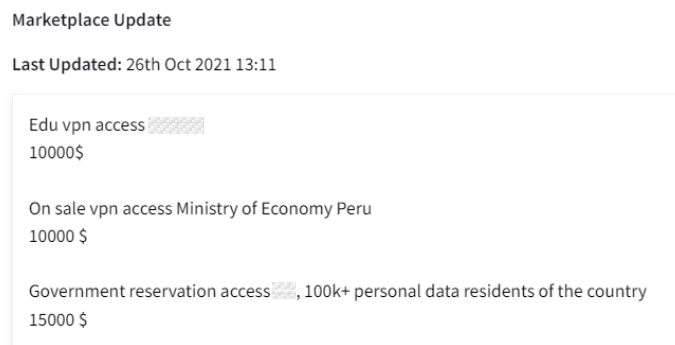 Marketplace Update
Last Updated: 26th Oct 2021 13:11
Edu vpn access
10000$
On sale vpn access Ministry of Economy Peru
10000 $
Government reservation access , 100k+ personal data residents of the country
15000 $